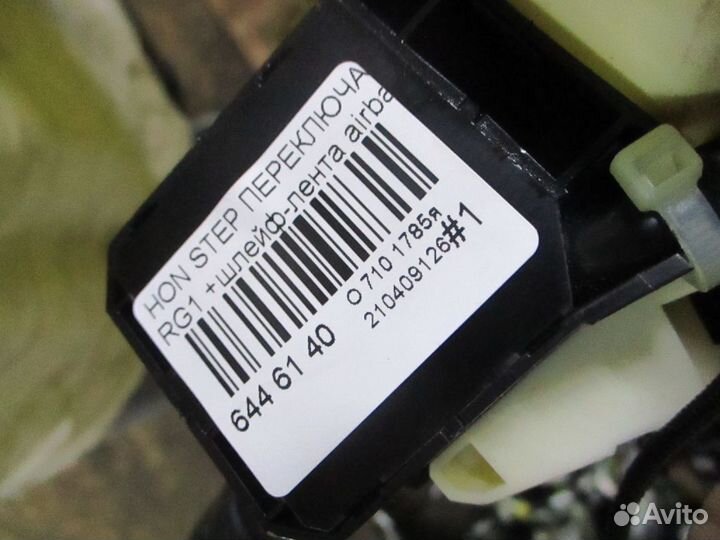 HON STEP ПЕРЕКЛЮЧА
RG1 +шлейф-лента airba
644 61 40
О 710 1785я
210409126#1
Avito